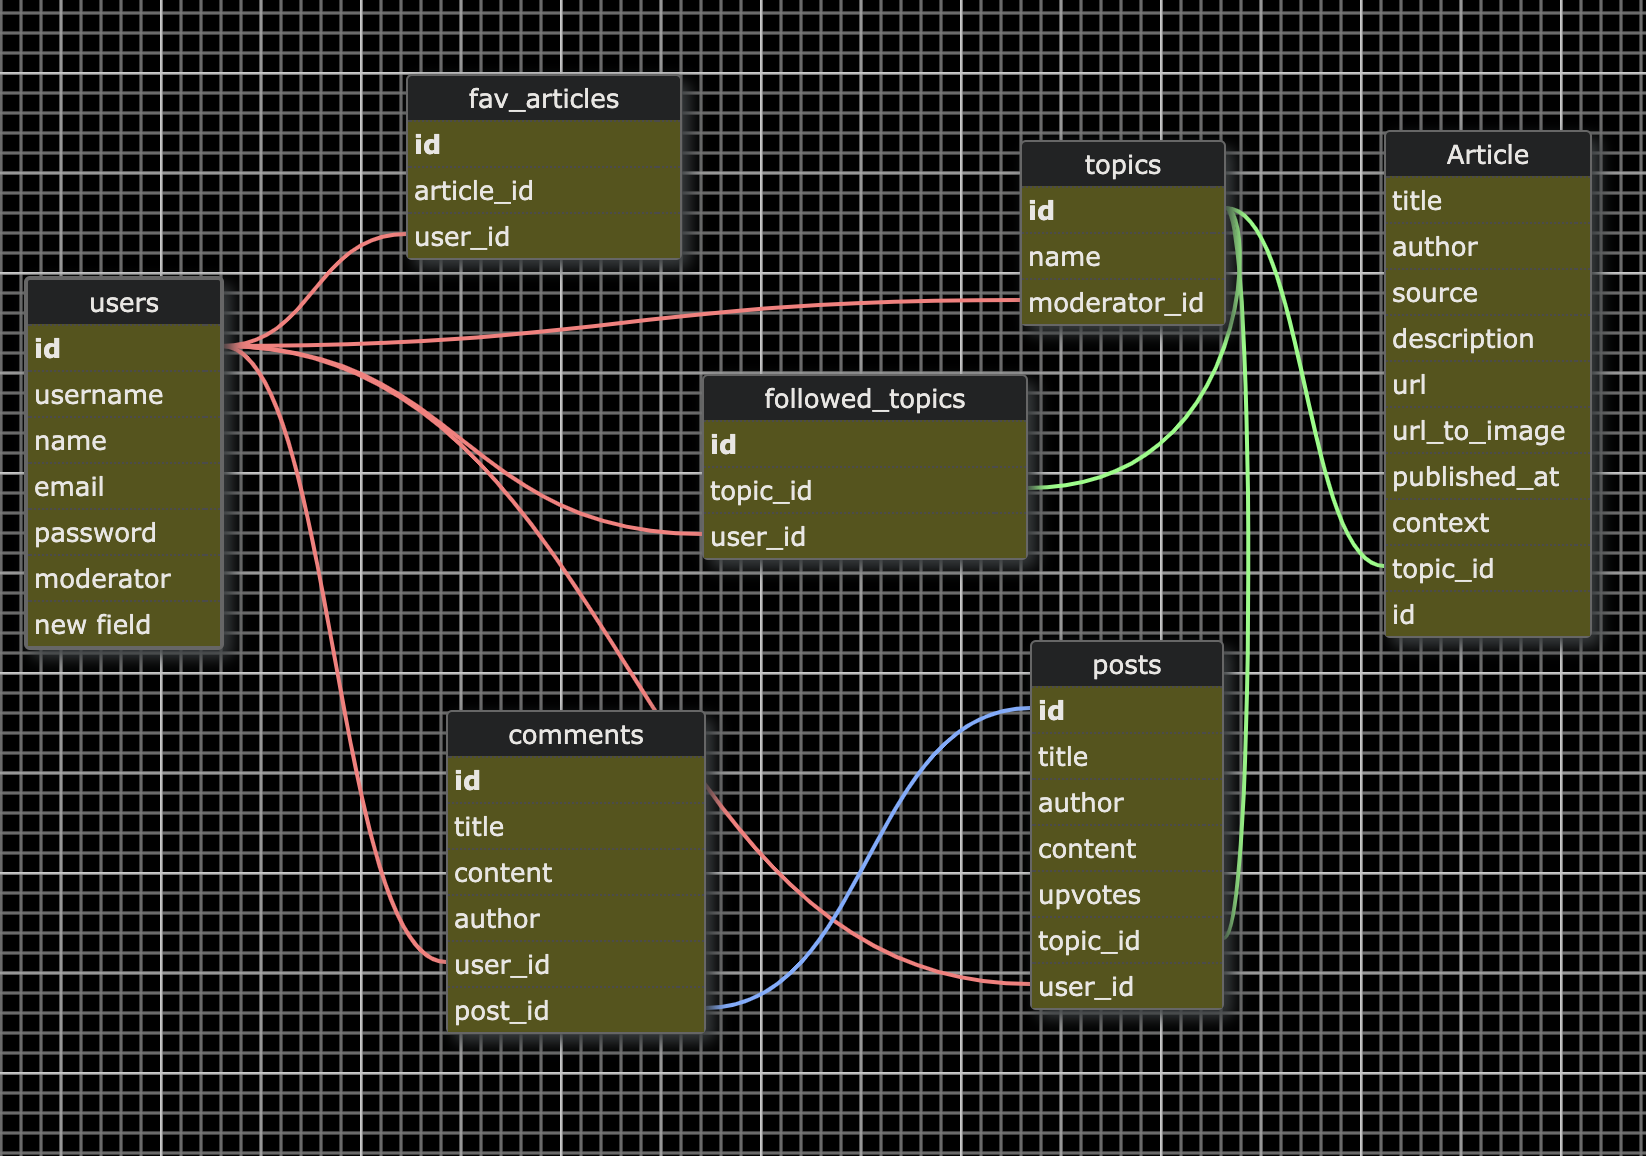 fav_articles
id
article_id
user_id
topics
id
name
moderator_id
Article
title
author
source
description
url
url_to_image
published_at
context
topic_id
id
users
id
username
name
email
password
moderator
new field
followed_topics
id
topic_id
user_id
posts
id
title
author
content
upvotes
topic_id
user_id
comments
id
title
content
author
user_id
post_id